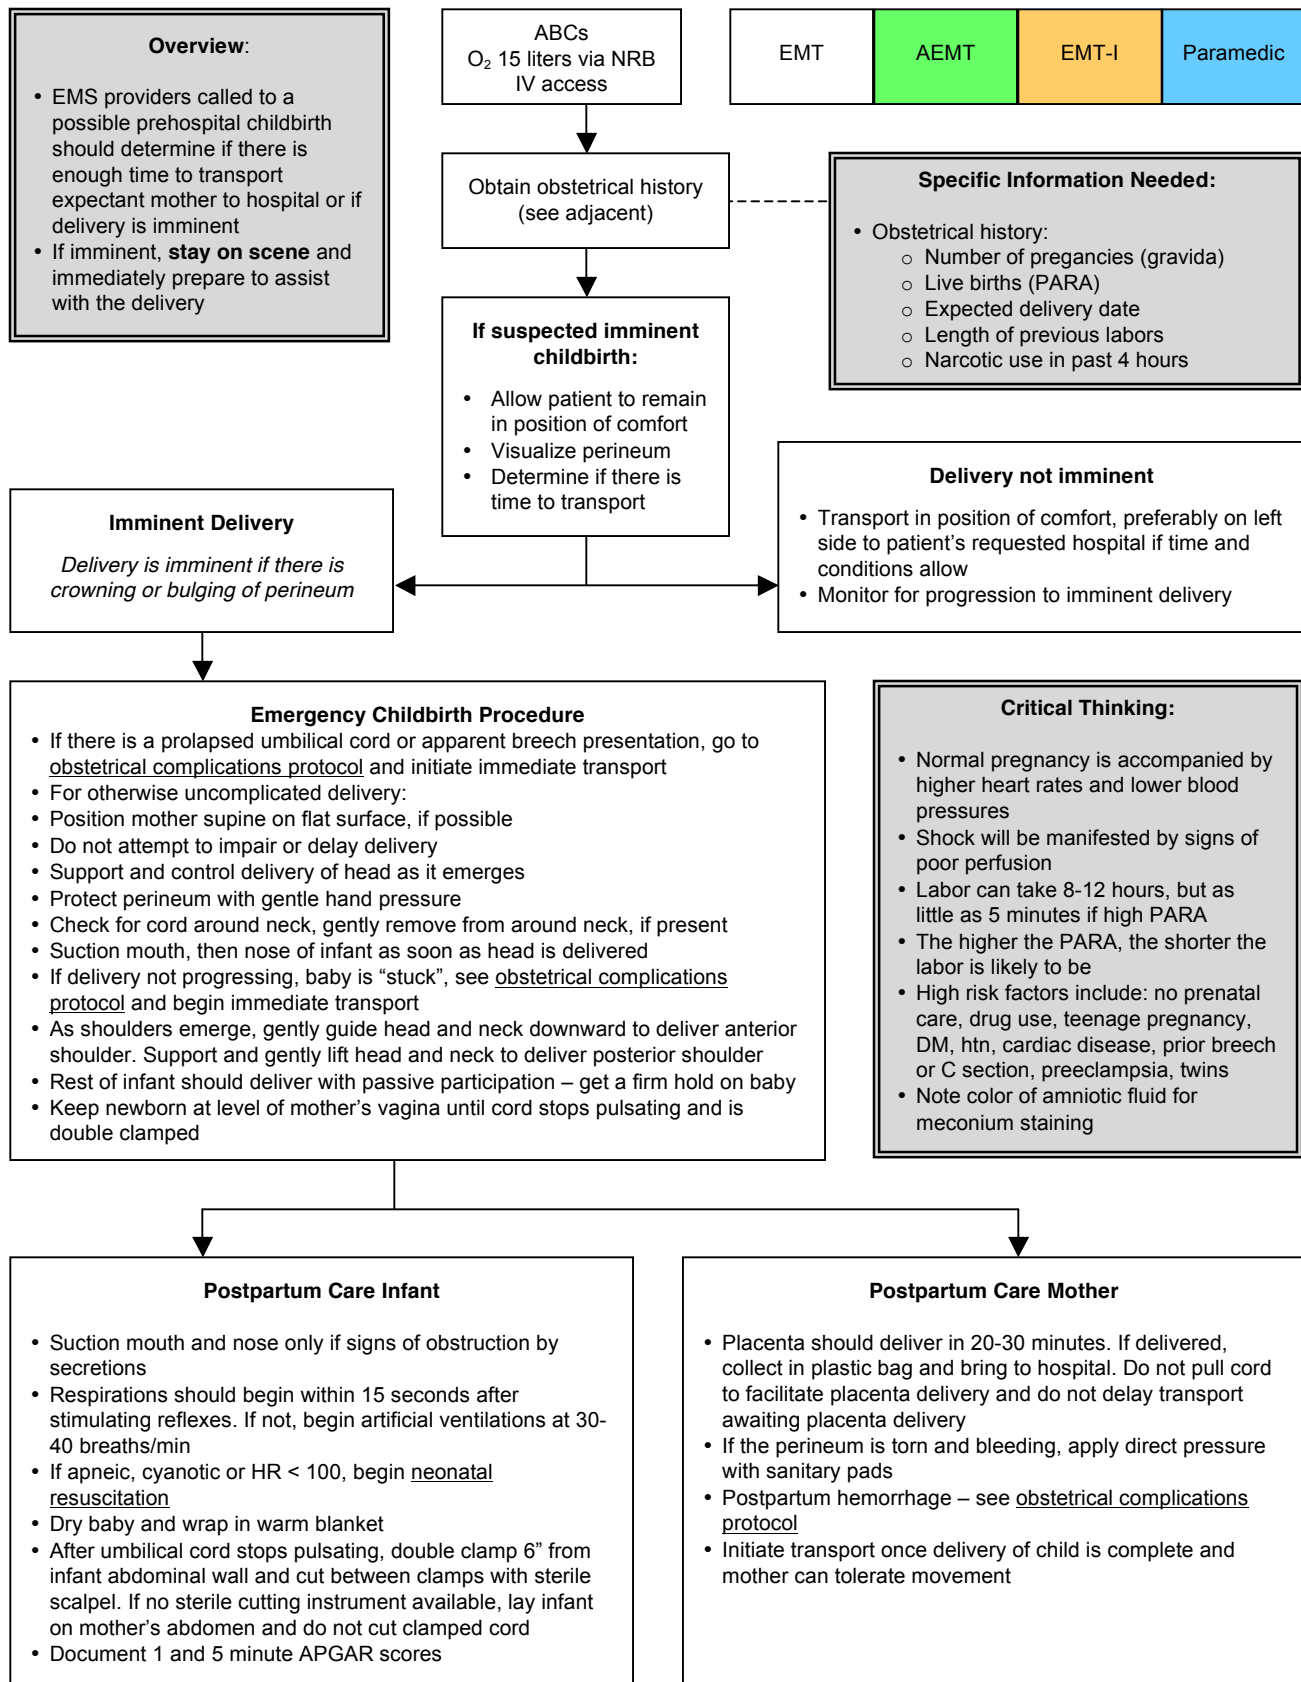 Overview:
• EMS providers called to a
possible prehospital childbirth
should determine if there is
enough time to transport
expectant mother to hospital or if
delivery is imminent
• If imminent, stay on scene and
immediately prepare to assist
with the delivery
ABCs
O₂ 15 liters via NRB
IV access
EMT
AEMT
EMT-I
Paramedic
Obtain obstetrical history
(see adjacent)
Specific Information Needed:
• Obstetrical history:
o Number of pregancies (gravida)
o Live births (PARA)
o Expected delivery date
o Length of previous labors
o Narcotic use in past 4 hours
If suspected imminent
childbirth:
• Allow patient to remain
in position of comfort
• Visualize perineum
• Determine if there is
time to transport
Imminent Delivery
Delivery is imminent if there is
crowning or bulging of perineum
Delivery not imminent
• Transport in position of comfort, preferably on left
side to patient’s requested hospital if time and
conditions allow
• Monitor for progression to imminent delivery
Emergency Childbirth Procedure
• If there is a prolapsed umbilical cord or apparent breech presentation, go to
obstetrical complications protocol and initiate immediate transport
• For otherwise uncomplicated delivery:
• Position mother supine on flat surface, if possible
• Do not attempt to impair or delay delivery
• Support and control delivery of head as it emerges
• Protect perineum with gentle hand pressure
• Check for cord around neck, gently remove from around neck, if present
• Suction mouth, then nose of infant as soon as head is delivered
• If delivery not progressing, baby is “stuck”, see obstetrical complications
protocol and begin immediate transport
• As shoulders emerge, gently guide head and neck downward to deliver anterior
shoulder. Support and gently lift head and neck to deliver posterior shoulder
• Rest of infant should deliver with passive participation – get a firm hold on baby
• Keep newborn at level of mother’s vagina until cord stops pulsating and is
double clamped
Critical Thinking:
• Normal pregnancy is accompanied by
higher heart rates and lower blood
pressures
• Shock will be manifested by signs of
poor perfusion
• Labor can take 8-12 hours, but as
little as 5 minutes if high PARA
• The higher the PARA, the shorter the
labor is likely to be
• High risk factors include: no prenatal
care, drug use, teenage pregnancy,
DM, htn, cardiac disease, prior breech
or C section, preeclampsia, twins
• Note color of amniotic fluid for
meconium staining
Postpartum Care Infant
• Suction mouth and nose only if signs of obstruction by
secretions
• Respirations should begin within 15 seconds after
stimulating reflexes. If not, begin artificial ventilations at 30-
40 breaths/min
• If apneic, cyanotic or HR < 100, begin neonatal
resuscitation
• Dry baby and wrap in warm blanket
• After umbilical cord stops pulsating, double clamp 6” from
infant abdominal wall and cut between clamps with sterile
scalpel. If no sterile cutting instrument available, lay infant
on mother’s abdomen and do not cut clamped cord
• Document 1 and 5 minute APGAR scores
Postpartum Care Mother
• Placenta should deliver in 20-30 minutes. If delivered,
collect in plastic bag and bring to hospital. Do not pull cord
to facilitate placenta delivery and do not delay transport
awaiting placenta delivery
• If the perineum is torn and bleeding, apply direct pressure
with sanitary pads
• Postpartum hemorrhage – see obstetrical complications
protocol
• Initiate transport once delivery of child is complete and
mother can tolerate movement